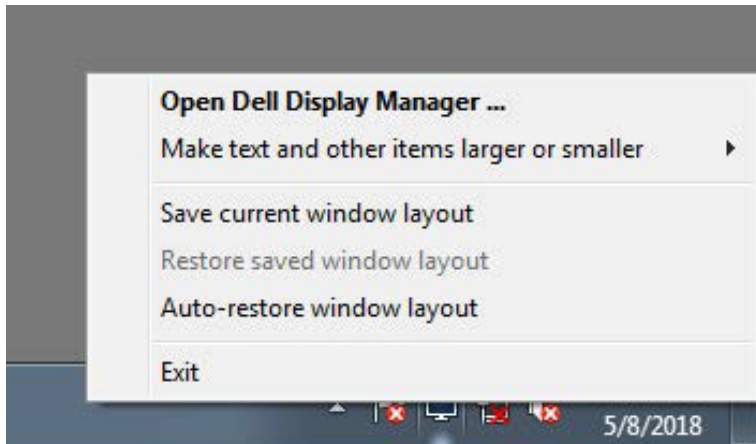 Open Dell Display Manager ...
Make text and other items larger or smaller
Save current window layout
Restore saved window layout
Auto-restore window layout
Exit
5/8/2018